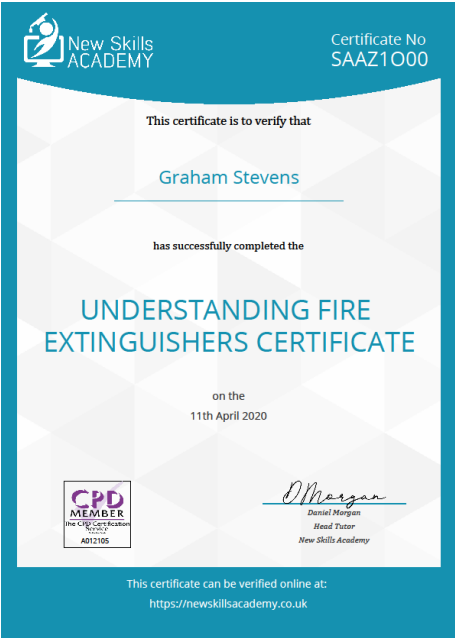 New Skills
ACADEMY
Certificate No
SAAZ1O00
This certificate is to verify that
Graham Stevens
has successfully completed the
UNDERSTANDING FIRE
EXTINGUISHERS CERTIFICATE
on the
11th April 2020
CPD
MEMBER
The CPD Certification
Service
A012105
DMorgan
Daniel Morgan
Head Tutor
New Skills Academy
This certificate can be verified online at:
https://newskillsacademy.co.uk